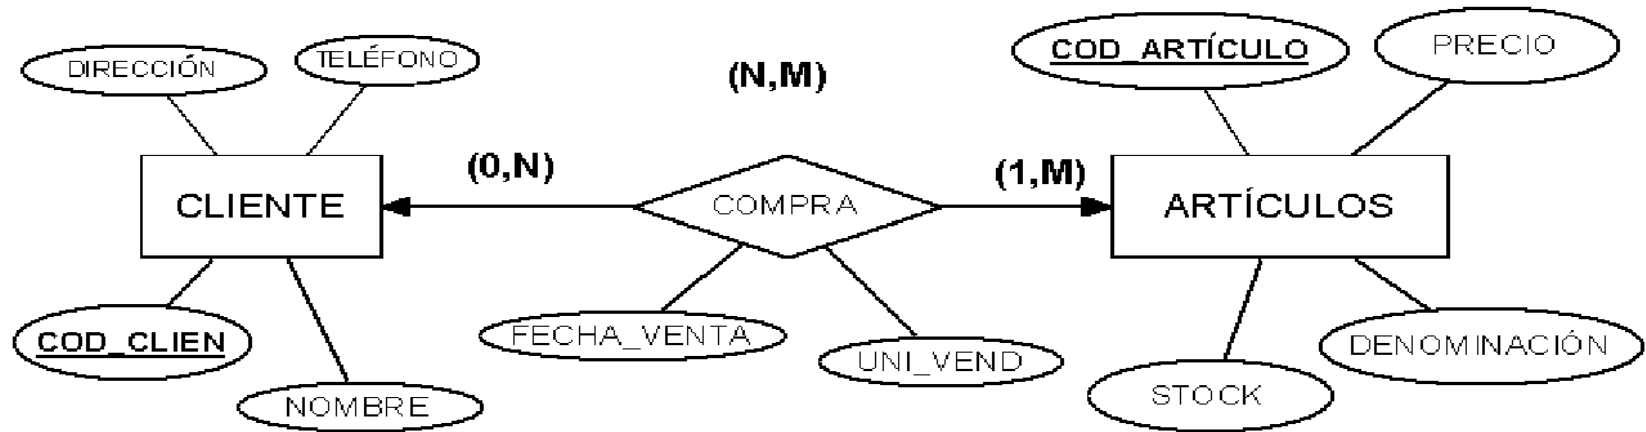 DIRECCIÓN
TELÉFONO
(N,M)
COD_ARTÍCULO
PRECIO
CLIENTE
(0,N)
COMPRA
(1,M)
ARTÍCULOS
COD_CLIEN
NOMBRE
FECHA_VENTA
UNI_VEND
STOCK
DENOMINACIÓN